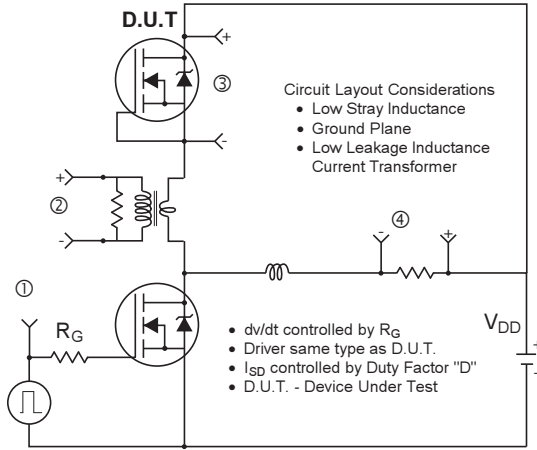 D.U.T
+
③
-
Circuit Layout Considerations
• Low Stray Inductance
• Ground Plane
• Low Leakage Inductance
Current Transformer
+
②
-
④
- +
①
R_G
• dv/dt controlled by R_G
• Driver same type as D.U.T.
• I_SD controlled by Duty Factor "D"
• D.U.T. - Device Under Test
V_DD
+
-